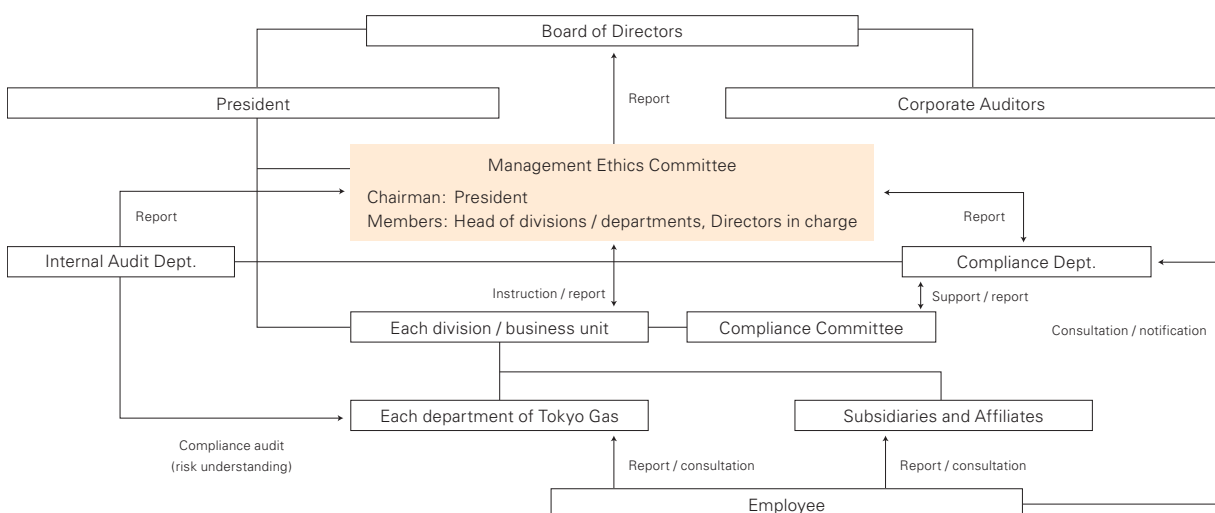 Board of Directors
President
Report
Corporate Auditors
Management Ethics Committee
Chairman: President
Members: Head of divisions / departments, Directors in charge
Report
Report
Internal Audit Dept.
Compliance Dept.
Instruction / report
Support / report
Each division / business unit
Compliance Committee
Consultation / notification
Each department of Tokyo Gas
Subsidiaries and Affiliates
Compliance audit
(risk understanding)
Report / consultation
Report / consultation
Employee